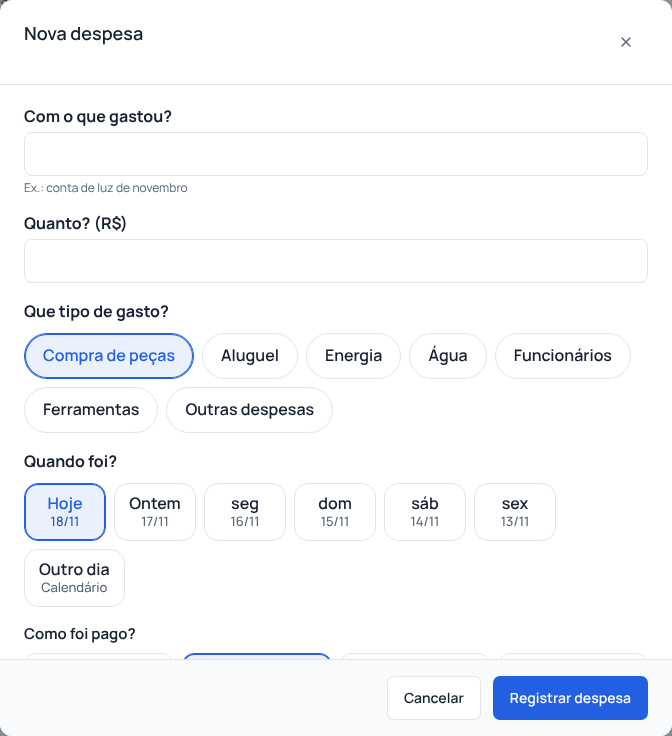 Nova despesa
Com o que gastou?
Ex.: conta de luz de novembro
Quanto? (R$)
Que tipo de gasto?
Compra de peças Aluguel Energia Água Funcionários
Ferramentas Outras despesas
Quando foi?
Hoje Ontem seg dom sáb sex
18/11 17/11 16/11 15/11 14/11 13/11
Outro dia
Calendário
Como foi pago?
Cancelar Registrar despesa